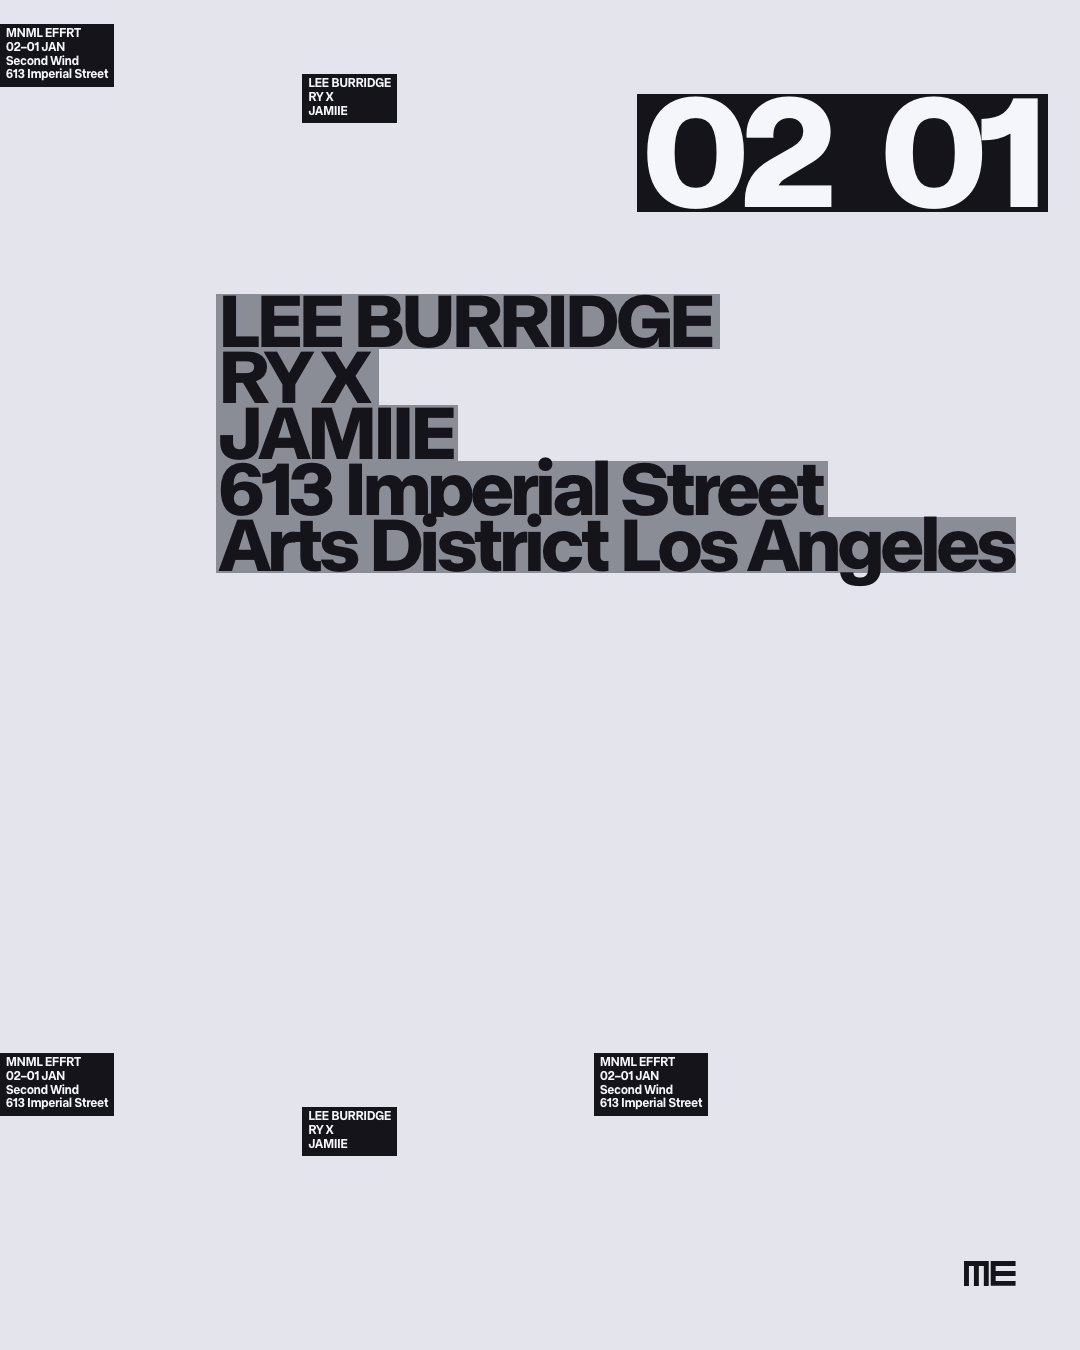 MNML EFFRT
02–01 JAN
Second Wind
613 Imperial Street
LEE BURRIDGE
RY X
JAMIIE
02 01
LEE BURRIDGE
RY X
JAMIIE
613 Imperial Street
Arts District Los Angeles
MNML EFFRT
02–01 JAN
Second Wind
613 Imperial Street
LEE BURRIDGE
RY X
JAMIIE
MNML EFFRT
02–01 JAN
Second Wind
613 Imperial Street
ME